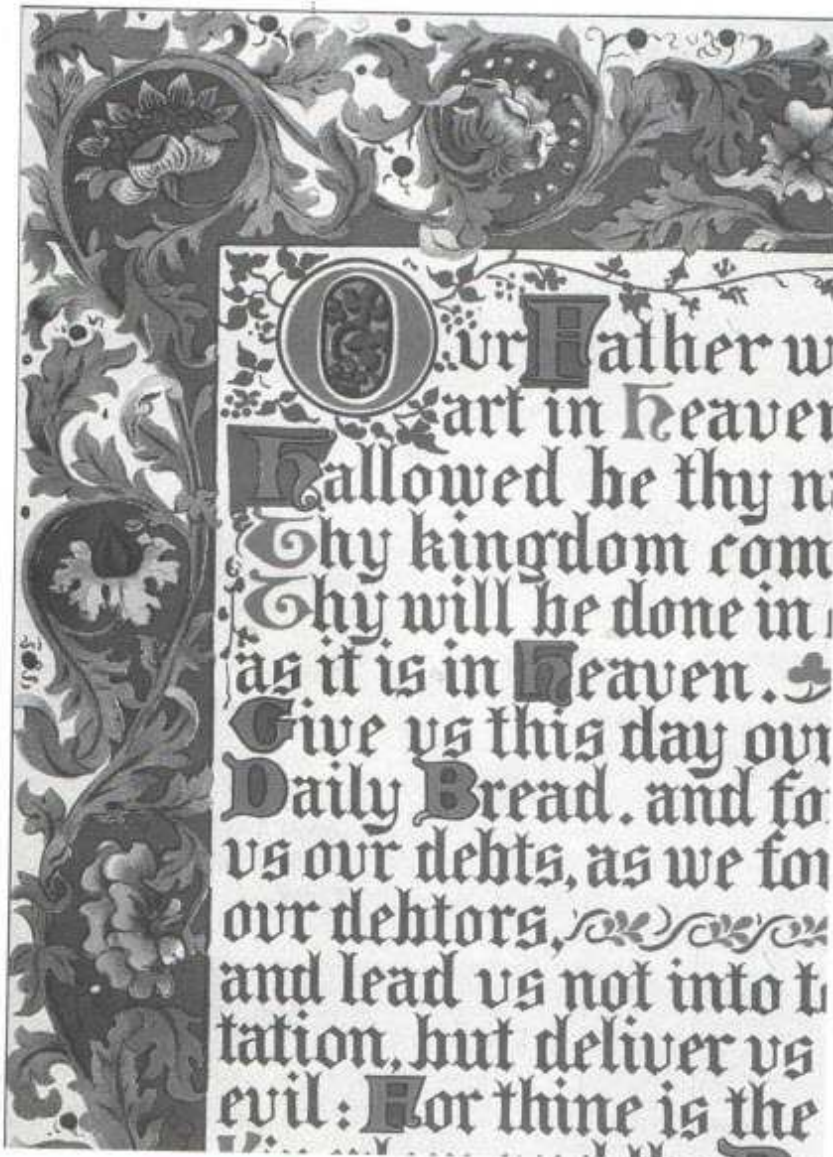 Ovr Father w
art in Heaven
Hallowed be thy n
Thy kingdom com
Thy will be done in
as it is in Heaven.
Give vs this day ovr
Daily Bread. and fo
vs ovr debts, as we for
ovr debtors,
and lead vs not into t
tation, but deliver vs
evil: For thine is the